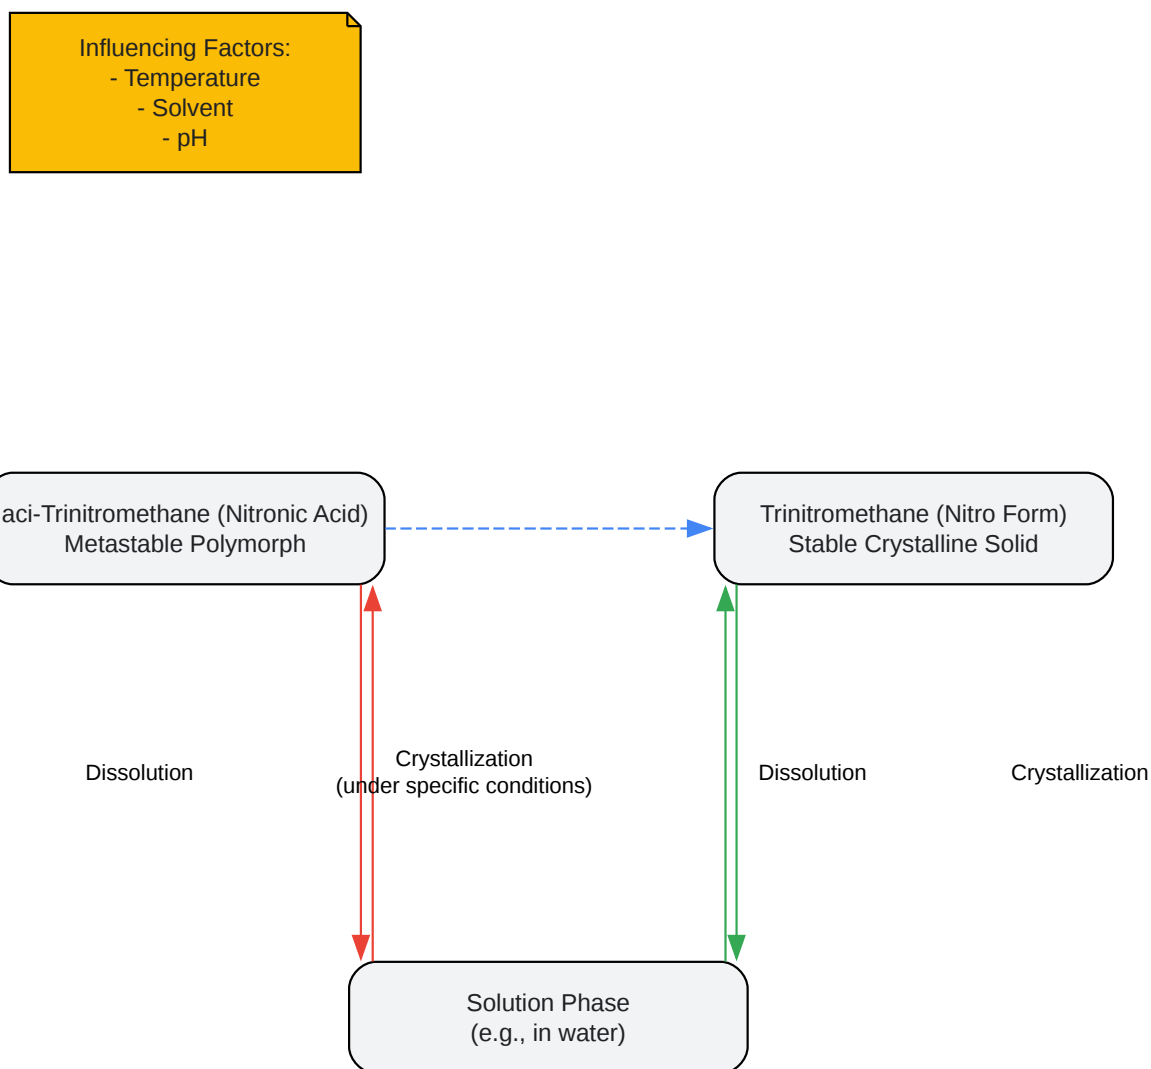 Influencing Factors:
- Temperature
- Solvent
- pH
aci-Trinitromethane (Nitronic Acid)
Metastable Polymorph
Trinitromethane (Nitro Form)
Stable Crystalline Solid
Dissolution
Crystallization
(under specific conditions)
Dissolution
Crystallization
Solution Phase
(e.g., in water)